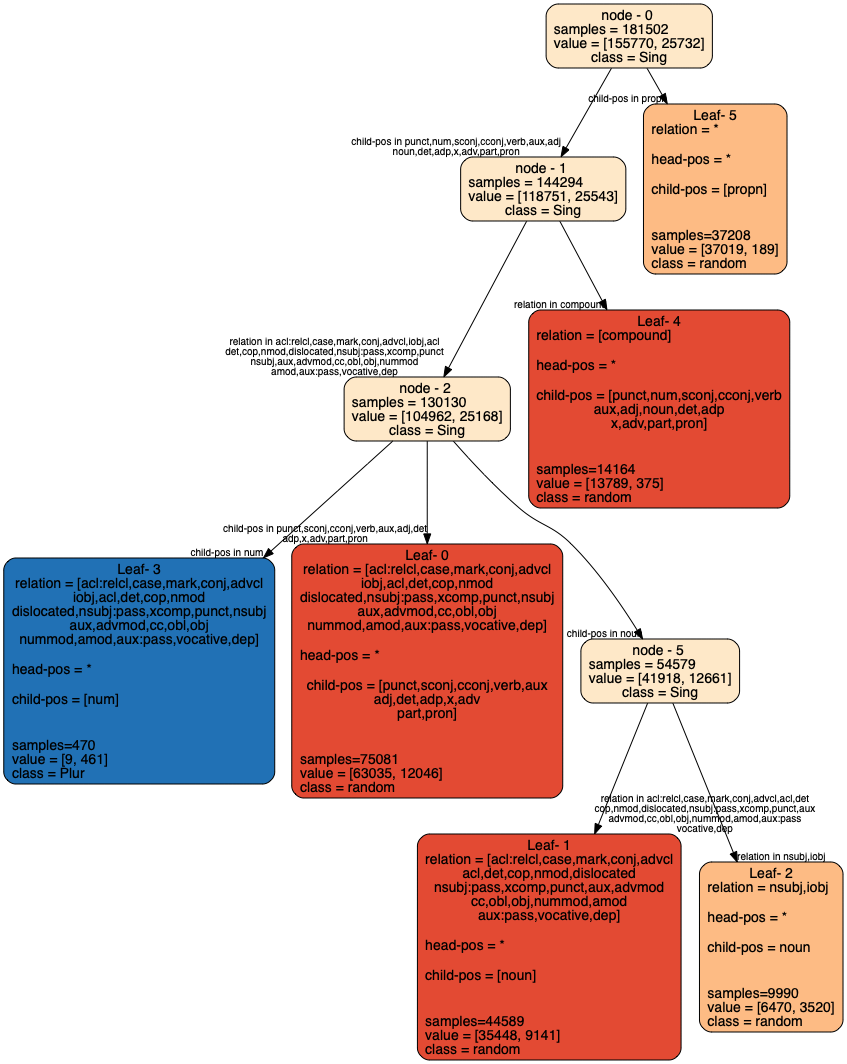 node - 0
samples = 181502
value = [155770, 25732]
class = Sing
child-pos in propn
child-pos in punct,num,sconj,cconj,verb,aux,adj
noun,det,adp,x,adv,part,pron
Leaf- 5
relation = *
head-pos = *
child-pos = [propn]
samples=37208
value = [37019, 189]
class = random
node - 1
samples = 144294
value = [118751, 25543]
class = Sing
relation in compound
relation in acl:relcl,case,mark,conj,advcl,iobj,acl
det,cop,nmod,dislocated,nsubj:pass,xcomp,punct
nsubj,aux,advmod,cc,obl,obj,nummod
amod,aux:pass,vocative,dep
Leaf- 4
relation = [compound]
head-pos = *
child-pos = [punct,num,sconj,cconj,verb
aux,adj,noun,det,adp
x,adv,part,pron]
samples=14164
value = [13789, 375]
class = random
node - 2
samples = 130130
value = [104962, 25168]
class = Sing
child-pos in punct,sconj,cconj,verb,aux,adj,det
adp,x,adv,part,pron
child-pos in num
Leaf- 3
relation = [acl:relcl,case,mark,conj,advcl
iobj,acl,det,cop,nmod
dislocated,nsubj:pass,xcomp,punct,nsubj
aux,advmod,cc,obl,obj
nummod,amod,aux:pass,vocative,dep]
head-pos = *
child-pos = [num]
samples=470
value = [9, 461]
class = Plur
Leaf- 0
relation = [acl:relcl,case,mark,conj,advcl
iobj,acl,det,cop,nmod
dislocated,nsubj:pass,xcomp,punct,nsubj
aux,advmod,cc,obl,obj
nummod,amod,aux:pass,vocative,dep]
head-pos = *
child-pos = [punct,sconj,cconj,verb,aux
adj,det,adp,x,adv
part,pron]
samples=75081
value = [63035, 12046]
class = random
child-pos in noun
node - 5
samples = 54579
value = [41918, 12661]
class = Sing
relation in acl:relcl,case,mark,conj,advcl,acl,det
cop,nmod,dislocated,nsubj:pass,xcomp,punct,aux
advmod,cc,obl,obj,nummod,amod,aux:pass
vocative,dep
relation in nsubj,iobj
Leaf- 1
relation = [acl:relcl,case,mark,conj,advcl
acl,det,cop,nmod,dislocated
nsubj:pass,xcomp,punct,aux,advmod
cc,obl,obj,nummod,amod
aux:pass,vocative,dep]
head-pos = *
child-pos = [noun]
samples=44589
value = [35448, 9141]
class = random
Leaf- 2
relation = nsubj,iobj
head-pos = *
child-pos = noun
samples=9990
value = [6470, 3520]
class = random